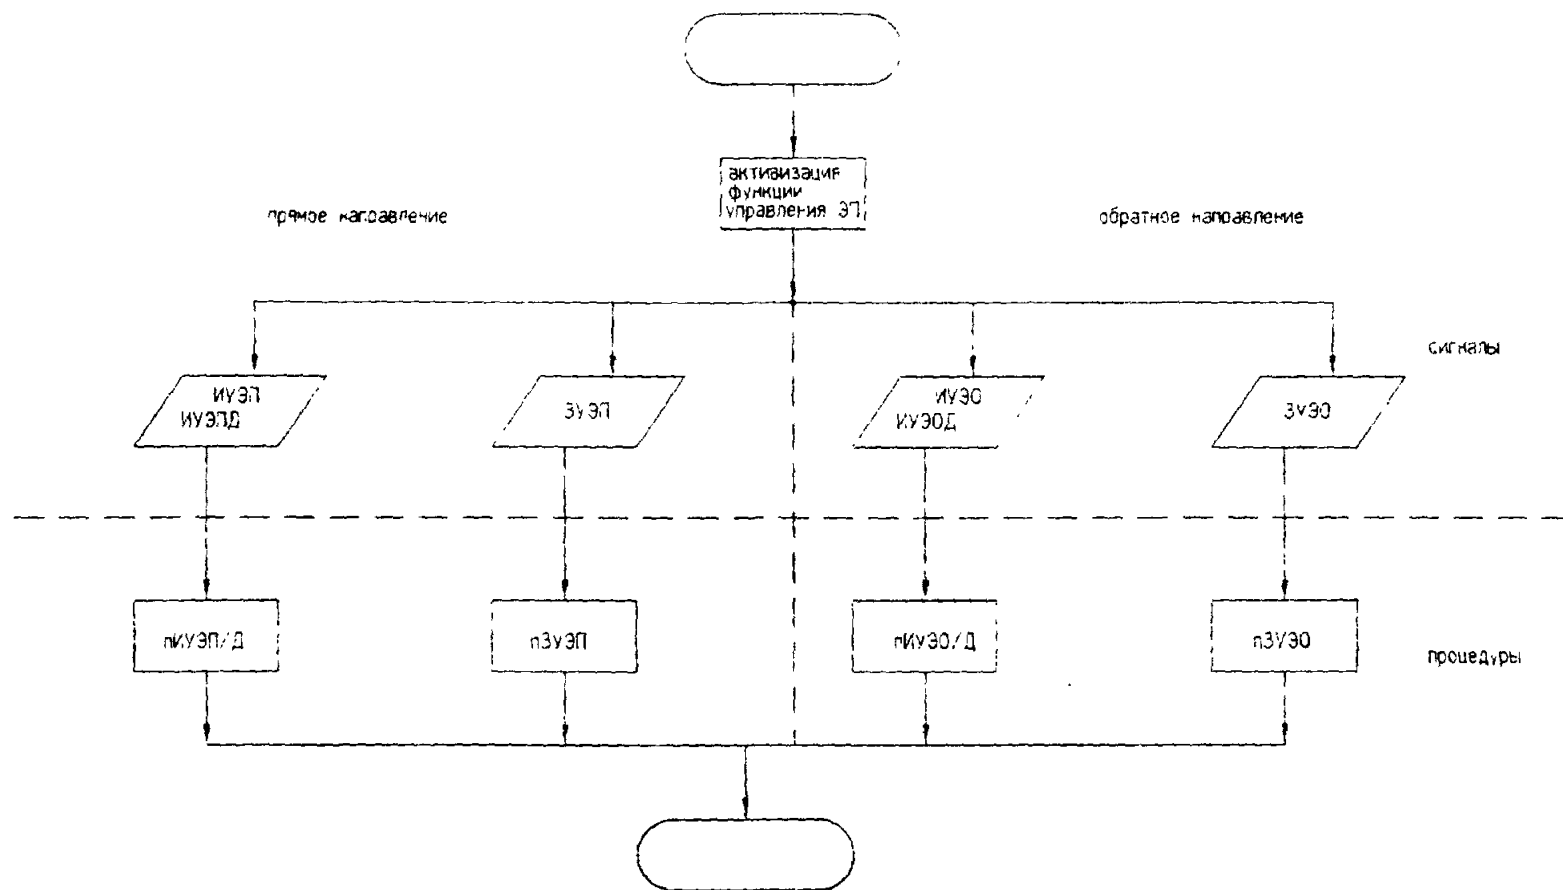 активизация
функции
управления ЭП
прямое направление
обратное направление
сигналы
ИУЭП
ИУЭПД
ЗУЭП
ИУЭО
ИУЭОД
ЗУЭО
пИУЭП/Д
пЗУЭП
пИУЭО/Д
пЗУЭО
процедуры